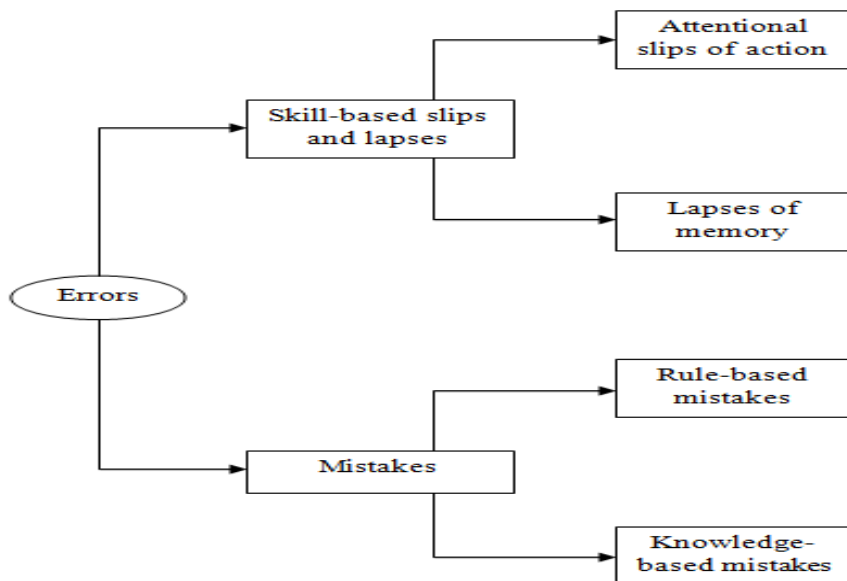 Attentional
slips of action
Skill-based slips
and lapses
Lapses of
memory
Errors
Rule-based
mistakes
Mistakes
Knowledge-
based mistakes